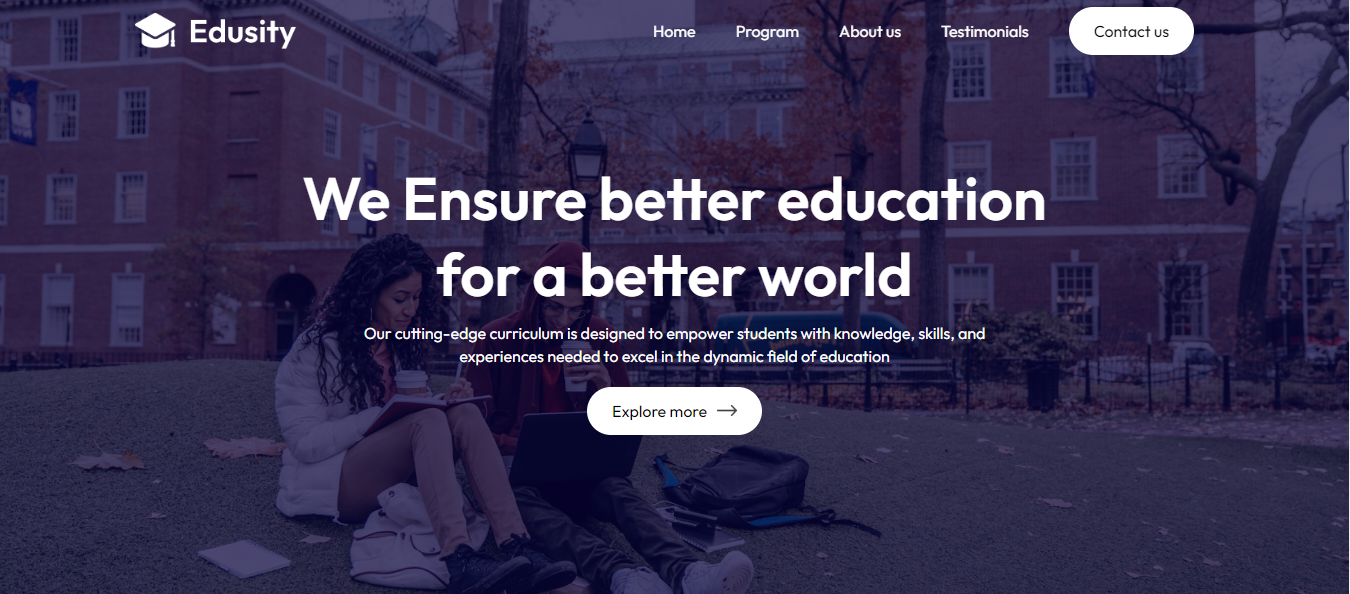 Edusity
Home Program About us Testimonials Contact us
We Ensure better education
for a better world
Our cutting-edge curriculum is designed to empower students with knowledge, skills, and
experiences needed to excel in the dynamic field of education
Explore more